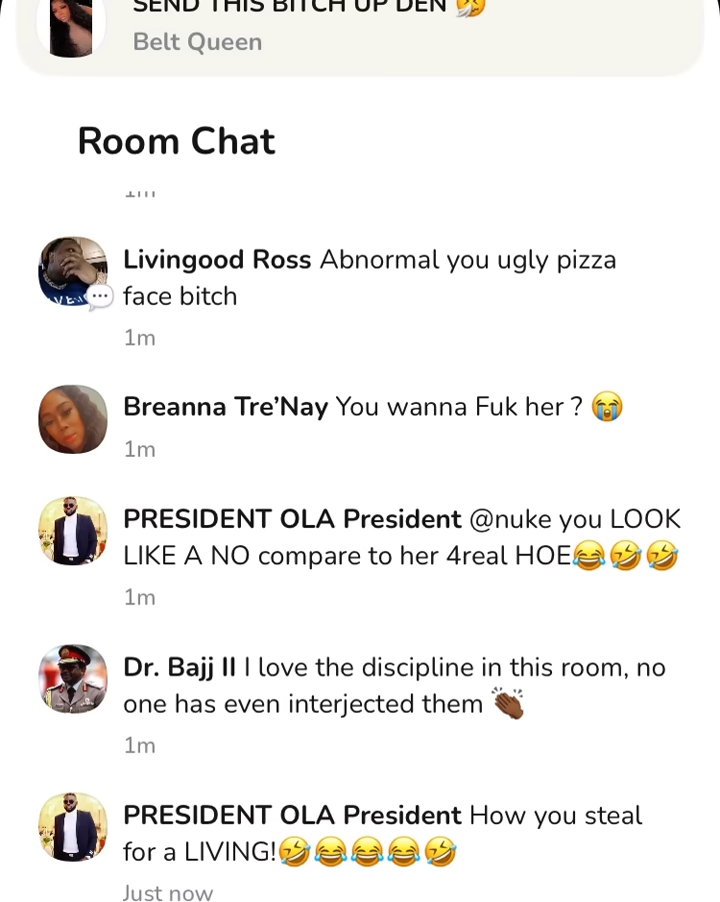 SEND THIS BITCH UP DEN 🤧
Belt Queen
Room Chat
1m
Livingood Ross Abnormal you ugly pizza
face bitch
1m
Breanna Tre’Nay You wanna Fuk her ? 😭
1m
PRESIDENT OLA President @nuke you LOOK
LIKE A NO compare to her 4real HOE😂🤣🤣
1m
Dr. Bajj II I love the discipline in this room, no
one has even interjected them 👏🏾
1m
PRESIDENT OLA President How you steal
for a LIVING!🤣😂😂😂🤣
Just now